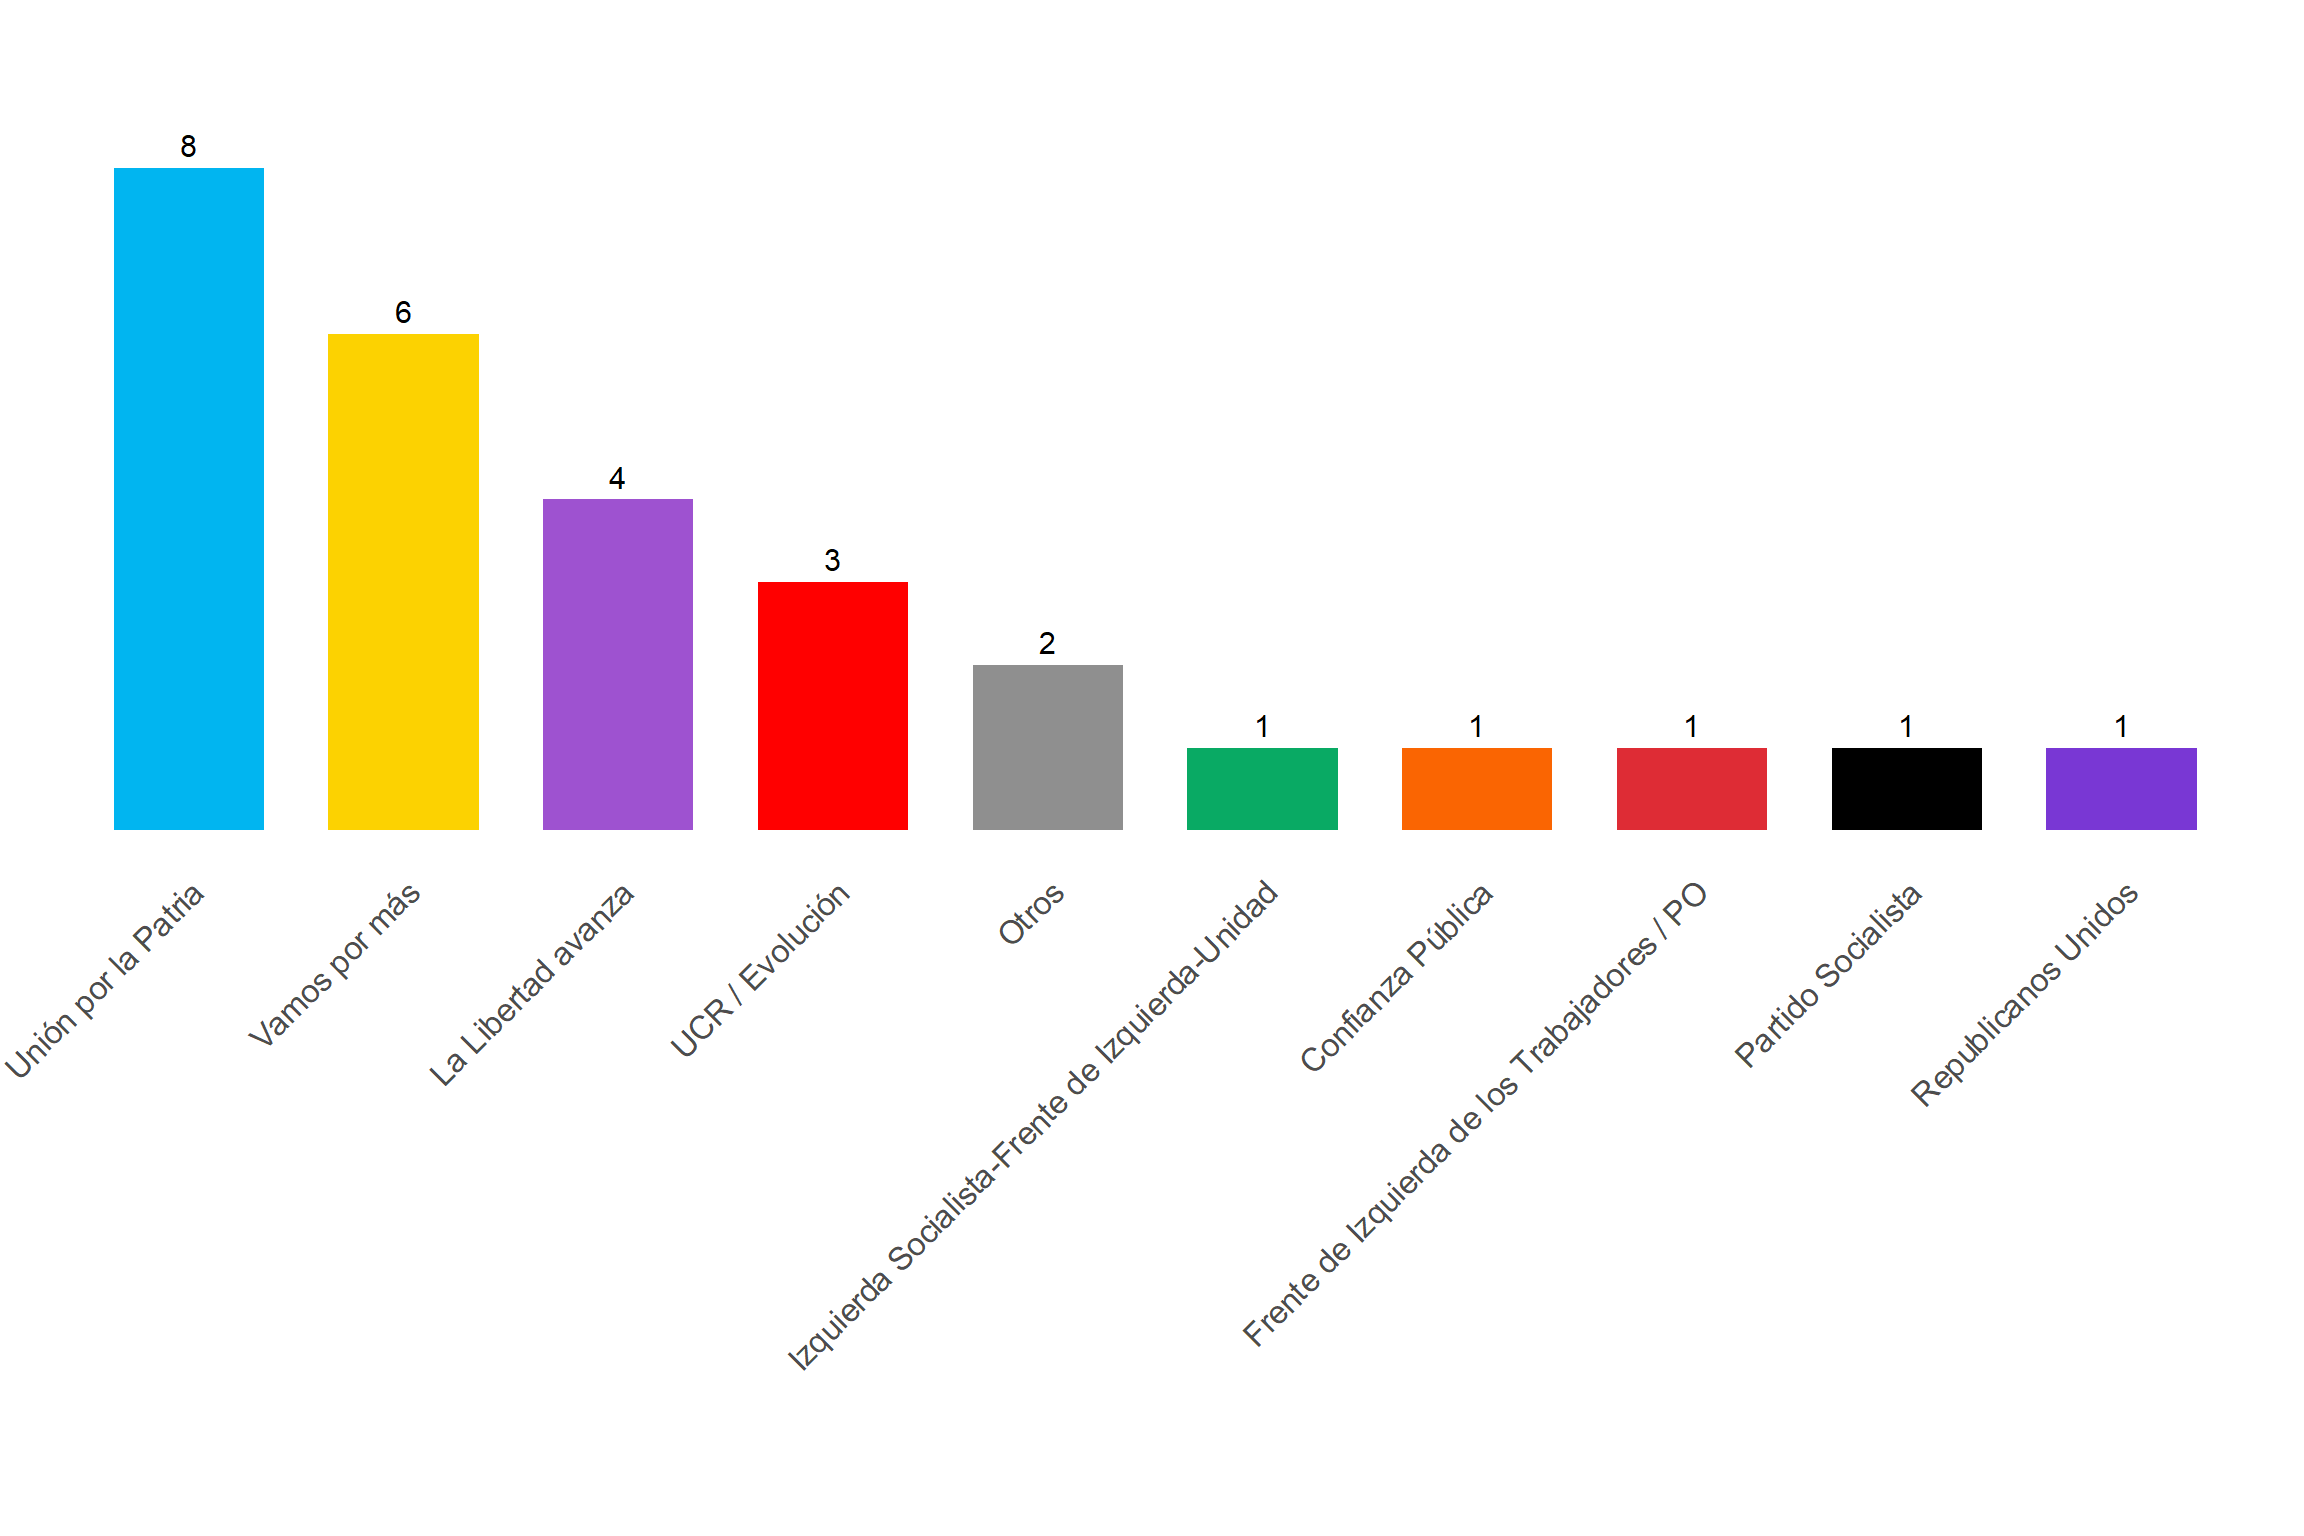 8
6
4
3
2
1
1
1
1
1
Unión por la Patria
Vamos por más
La Libertad avanza
UCR / Evolución
Otros
Izquierda Socialista-Frente de Izquierda-Unidad
Confianza Pública
Frente de Izquierda de los Trabajadores / PO
Partido Socialista
Republicanos Unidos